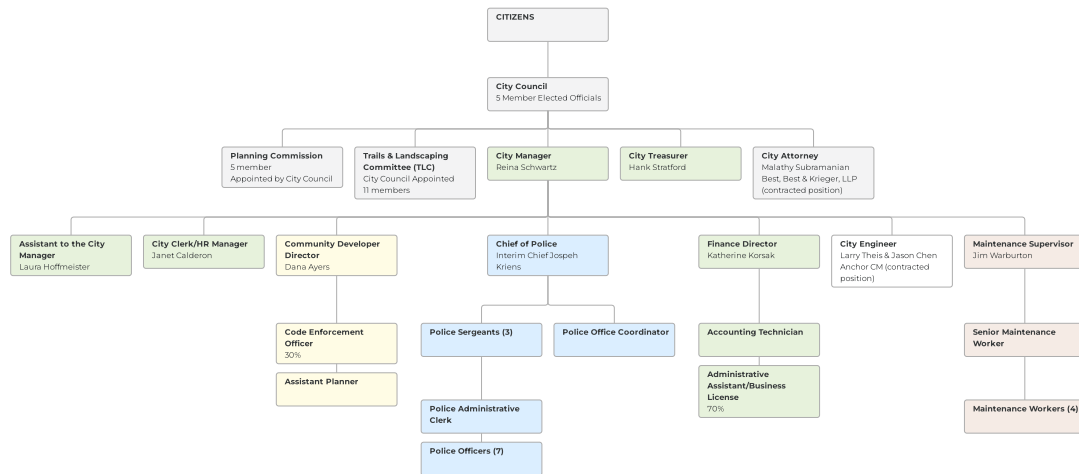 CITIZENS
City Council
5 Member Elected Officials
Planning Commission
5 member
Appointed by City Council
Trails & Landscaping
Committee (TLC)
City Council Appointed
11 members
City Manager
Reina Schwartz
City Treasurer
Hank Stratford
City Attorney
Malathy Subramanian
Best, Best & Krieger, LLP
(contracted position)
Assistant to the City
Manager
Laura Hoffmeister
City Clerk/HR Manager
Janet Calderon
Community Developer
Director
Dana Ayers
Chief of Police
Interim Chief Jospeh
Kriens
Finance Director
Katherine Korsak
City Engineer
Larry Theis & Jason Chen
Anchor CM (contracted
position)
Maintenance Supervisor
Jim Warburton
Code Enforcement
Officer
30%
Police Sergeants (3)
Police Office Coordinator
Accounting Technician
Senior Maintenance
Worker
Assistant Planner
Administrative
Assistant/Business
License
70%
Police Administrative
Clerk
Maintenance Workers (4)
Police Officers (7)